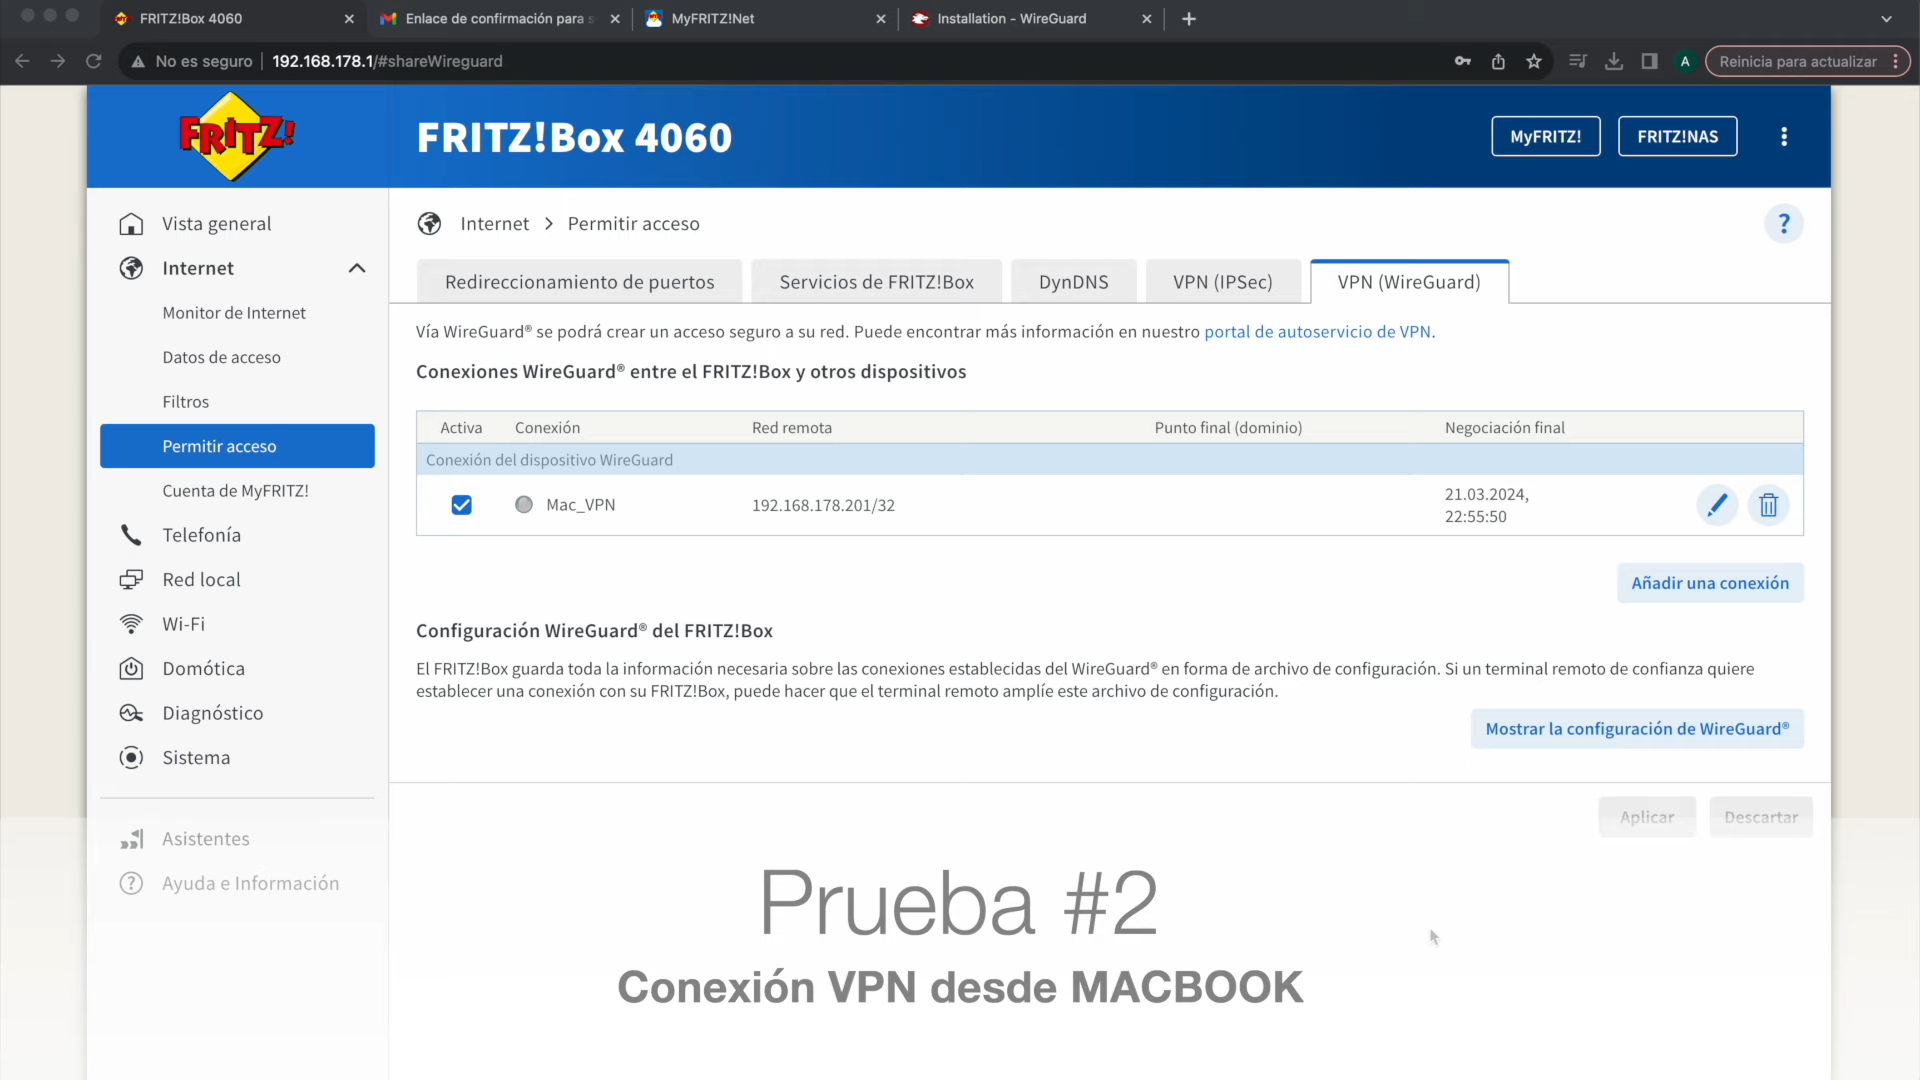 FRITZ!Box 4060
Enlace de confirmación para s
MyFRITZ!Net
Installation - WireGuard
No es seguro
192.168.178.1/#shareWireguard
A
Reinicia para actualizar
FRITZ!
FRITZ!Box 4060
MyFRITZ!
FRITZ!NAS
Vista general
Internet
Monitor de Internet
Datos de acceso
Filtros
Permitir acceso
Cuenta de MyFRITZ!
Telefonía
Red local
Wi-Fi
Domótica
Diagnóstico
Sistema
Asistentes
Ayuda e Información
Internet > Permitir acceso
?
Redireccionamiento de puertos
Servicios de FRITZ!Box
DynDNS
VPN (IPSec)
VPN (WireGuard)
Vía WireGuard® se podrá crear un acceso seguro a su red. Puede encontrar más información en nuestro portal de autoservicio de VPN.
Conexiones WireGuard® entre el FRITZ!Box y otros dispositivos
Activa Conexión Red remota Punto final (dominio) Negociación final
Conexión del dispositivo WireGuard
Mac_VPN 192.168.178.201/32 21.03.2024,
22:55:50
Añadir una conexión
Configuración WireGuard® del FRITZ!Box
El FRITZ!Box guarda toda la información necesaria sobre las conexiones establecidas del WireGuard® en forma de archivo de configuración. Si un terminal remoto de confianza quiere
establecer una conexión con su FRITZ!Box, puede hacer que el terminal remoto amplíe este archivo de configuración.
Mostrar la configuración de WireGuard®
Aplicar
Descartar
Prueba #2
Conexión VPN desde MACBOOK